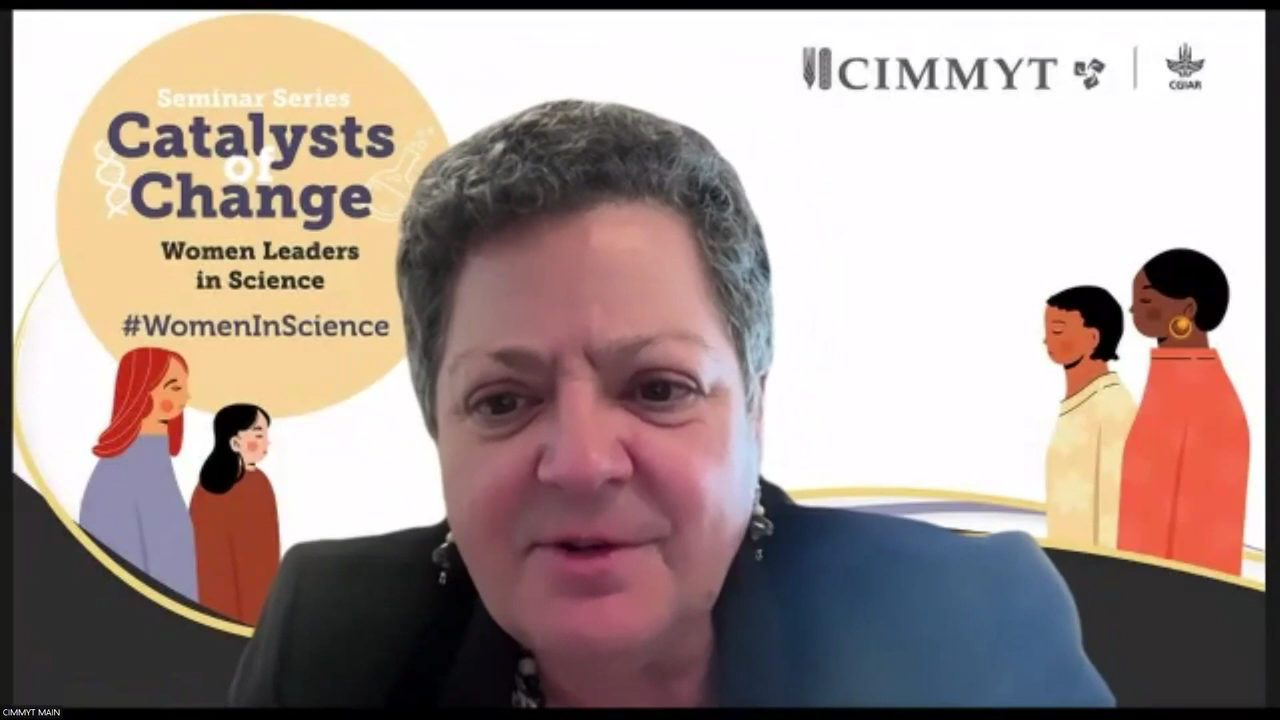 Seminar Series
Catalysts
of
Change
Women Leaders
in Science
#WomenInScience
CIMMYT
CGIAR
CIMMYT MAIN